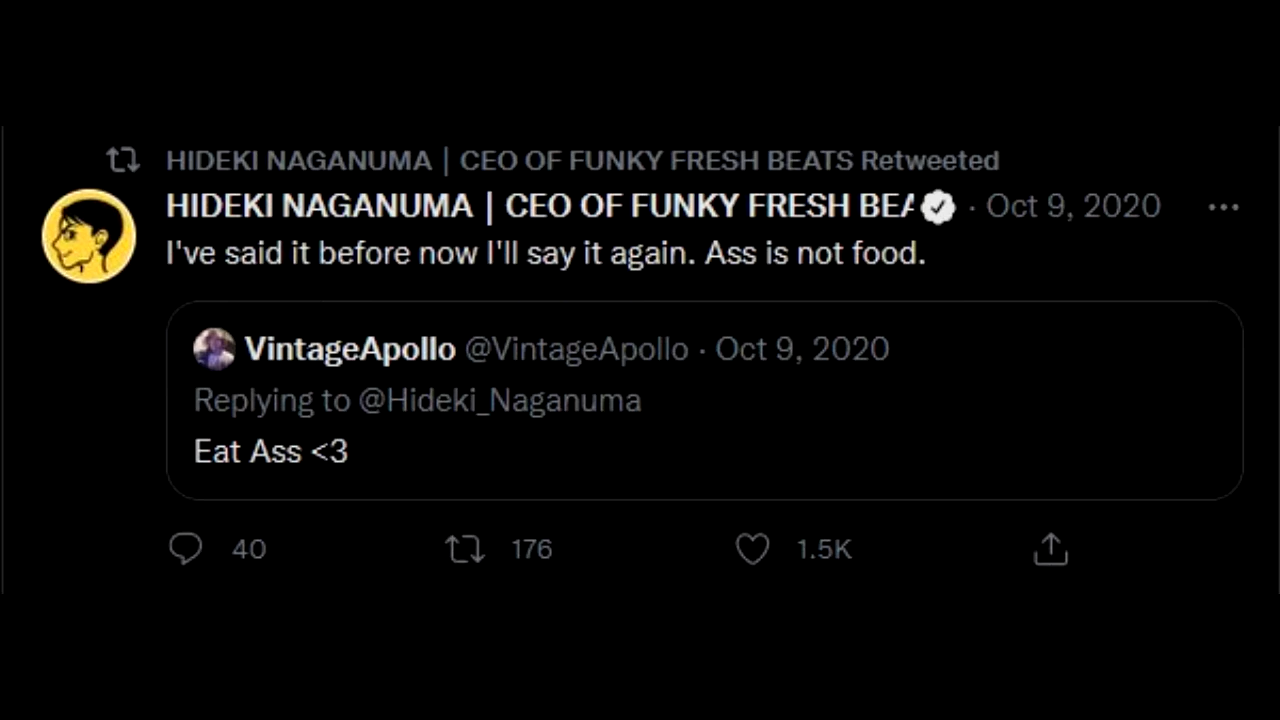 HIDEKI NAGANUMA | CEO OF FUNKY FRESH BEATS Retweeted
HIDEKI NAGANUMA | CEO OF FUNKY FRESH BEA · Oct 9, 2020
I've said it before now I'll say it again. Ass is not food.
VintageApollo @VintageApollo · Oct 9, 2020
Replying to @Hideki_Naganuma
Eat Ass <3
40 176 1.5K